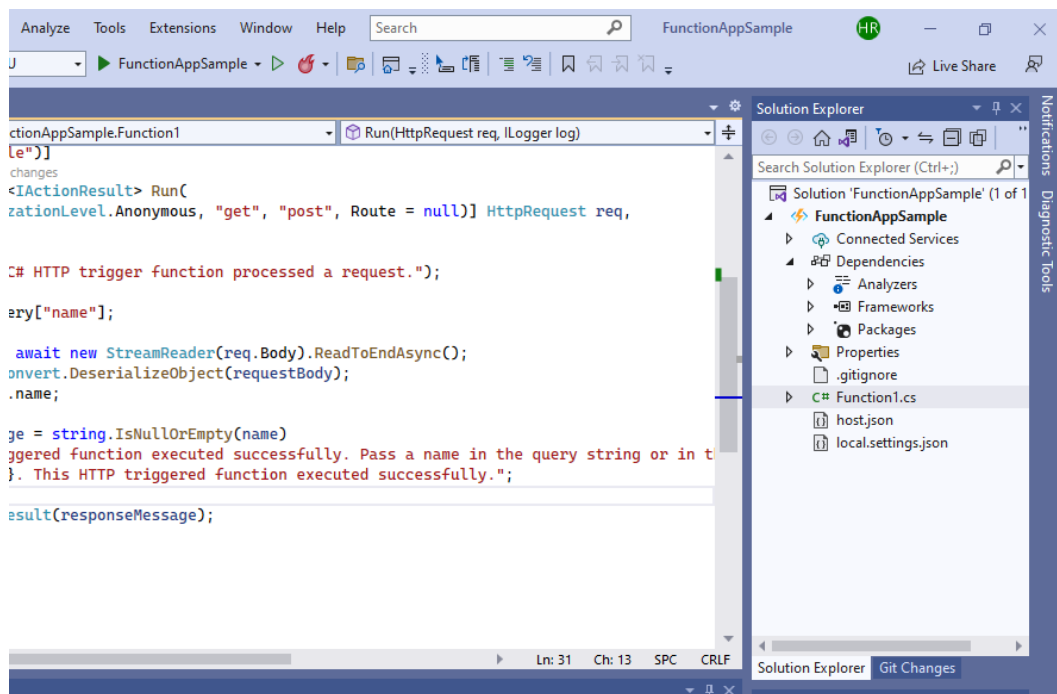 Analyze Tools Extensions Window Help Search FunctionAppSample HR
FunctionAppSample Live Share
ctionAppSample.Function1 Run(HttpRequest req, ILogger log)
le")]
changes
<IActionResult> Run(
zationLevel.Anonymous, "get", "post", Route = null)] HttpRequest req,
C# HTTP trigger function processed a request.");
ery["name"];
await new StreamReader(req.Body).ReadToEndAsync();
onvert.DeserializeObject(requestBody);
.name;
ge = string.IsNullOrEmpty(name)
ggered function executed successfully. Pass a name in the query string or in t
}. This HTTP triggered function executed successfully.";
esult(responseMessage);
Ln: 31 Ch: 13 SPC CRLF
Solution Explorer
Search Solution Explorer (Ctrl+;)
Solution 'FunctionAppSample' (1 of 1
FunctionAppSample
Connected Services
Dependencies
Analyzers
Frameworks
Packages
Properties
.gitignore
C# Function1.cs
host.json
local.settings.json
Solution Explorer Git Changes
Notifications
Diagnostic Tools